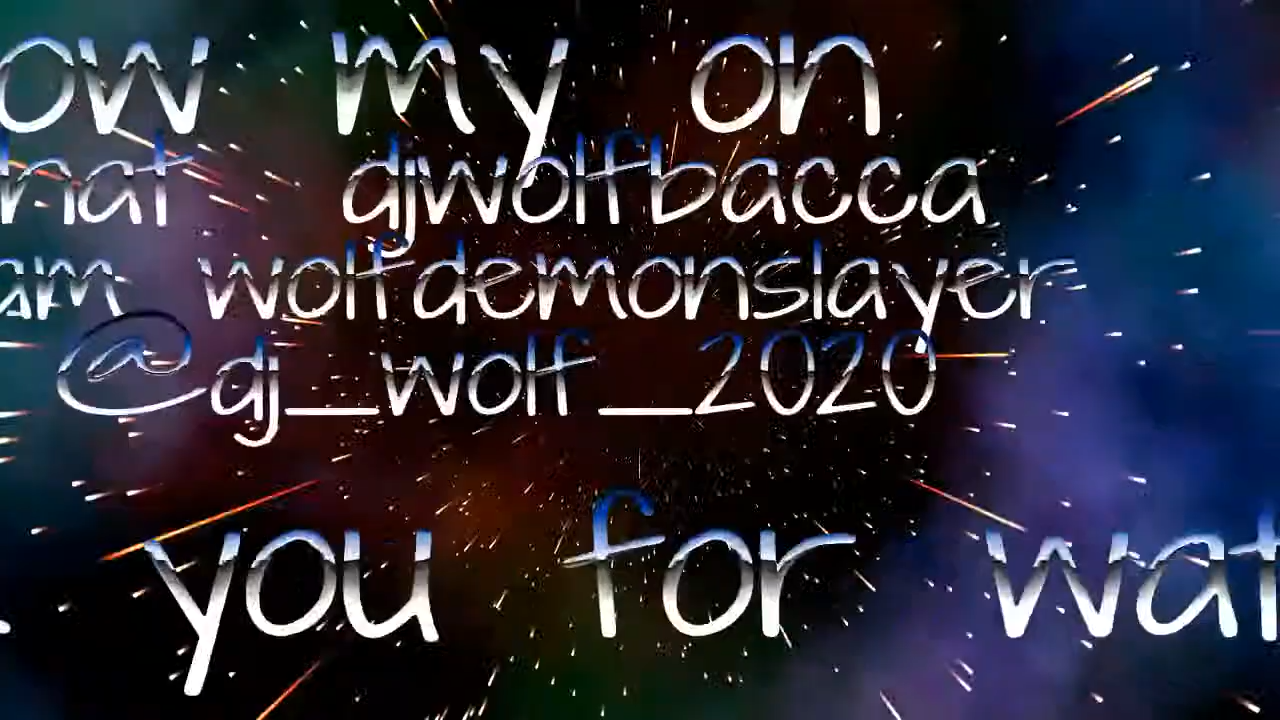 ow my on
hat djwolfbacca
am wolfdemonslayer
@dj_wolf_2020
you for wat